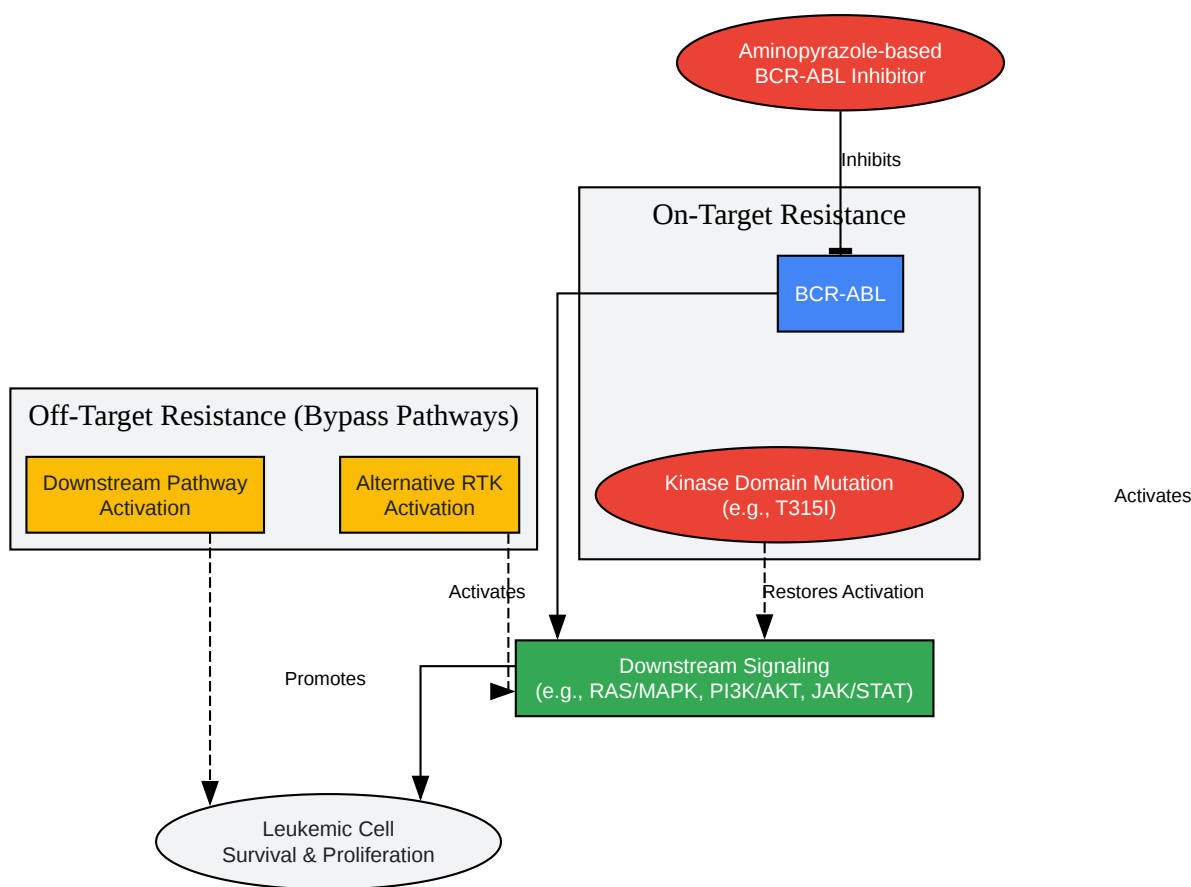 Aminopyrazole-based
BCR-ABL Inhibitor
Inhibits
On-Target Resistance
BCR-ABL
Off-Target Resistance (Bypass Pathways)
Downstream Pathway
Activation
Alternative RTK
Activation
Kinase Domain Mutation
(e.g., T315I)
Activates
Activates
Restores Activation
Downstream Signaling
(e.g., RAS/MAPK, PI3K/AKT, JAK/STAT)
Promotes
Leukemic Cell
Survival & Proliferation